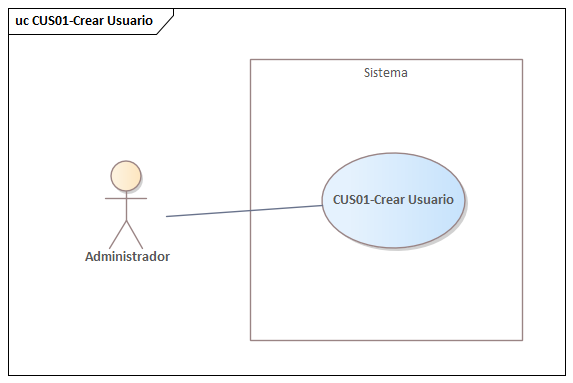 uc CUS01-Crear Usuario
Sistema
CUS01-Crear Usuario
Administrador